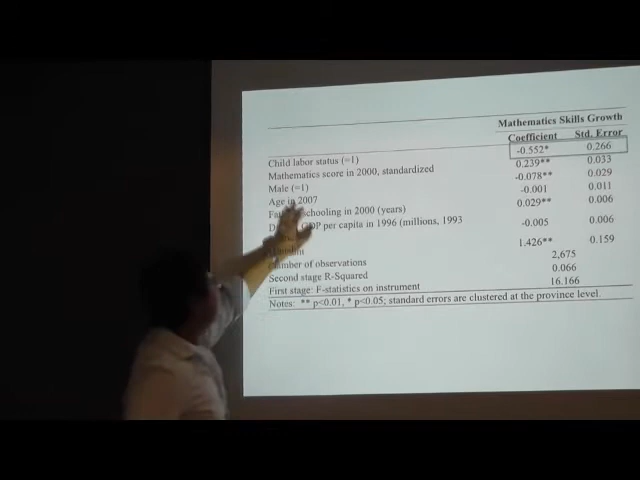 Mathematics Skills Growth
Coefficient Std. Error
Child labor status (=1) -0.552* 0.266
Mathematics score in 2000, standardized 0.239** 0.033
Male (=1) -0.078** 0.029
Age in 2007 -0.001 0.011
schooling in 2000 (years) 0.029** 0.006
GDP per capita in 1996 (millions, 1993 -0.005 0.006
1.426** 0.159
of observations 2,675
Second stage R-Squared 0.066
First stage: F-statistics on instrument 16.166
Notes: ** p<0.01, * p<0.05; standard errors are clustered at the province level